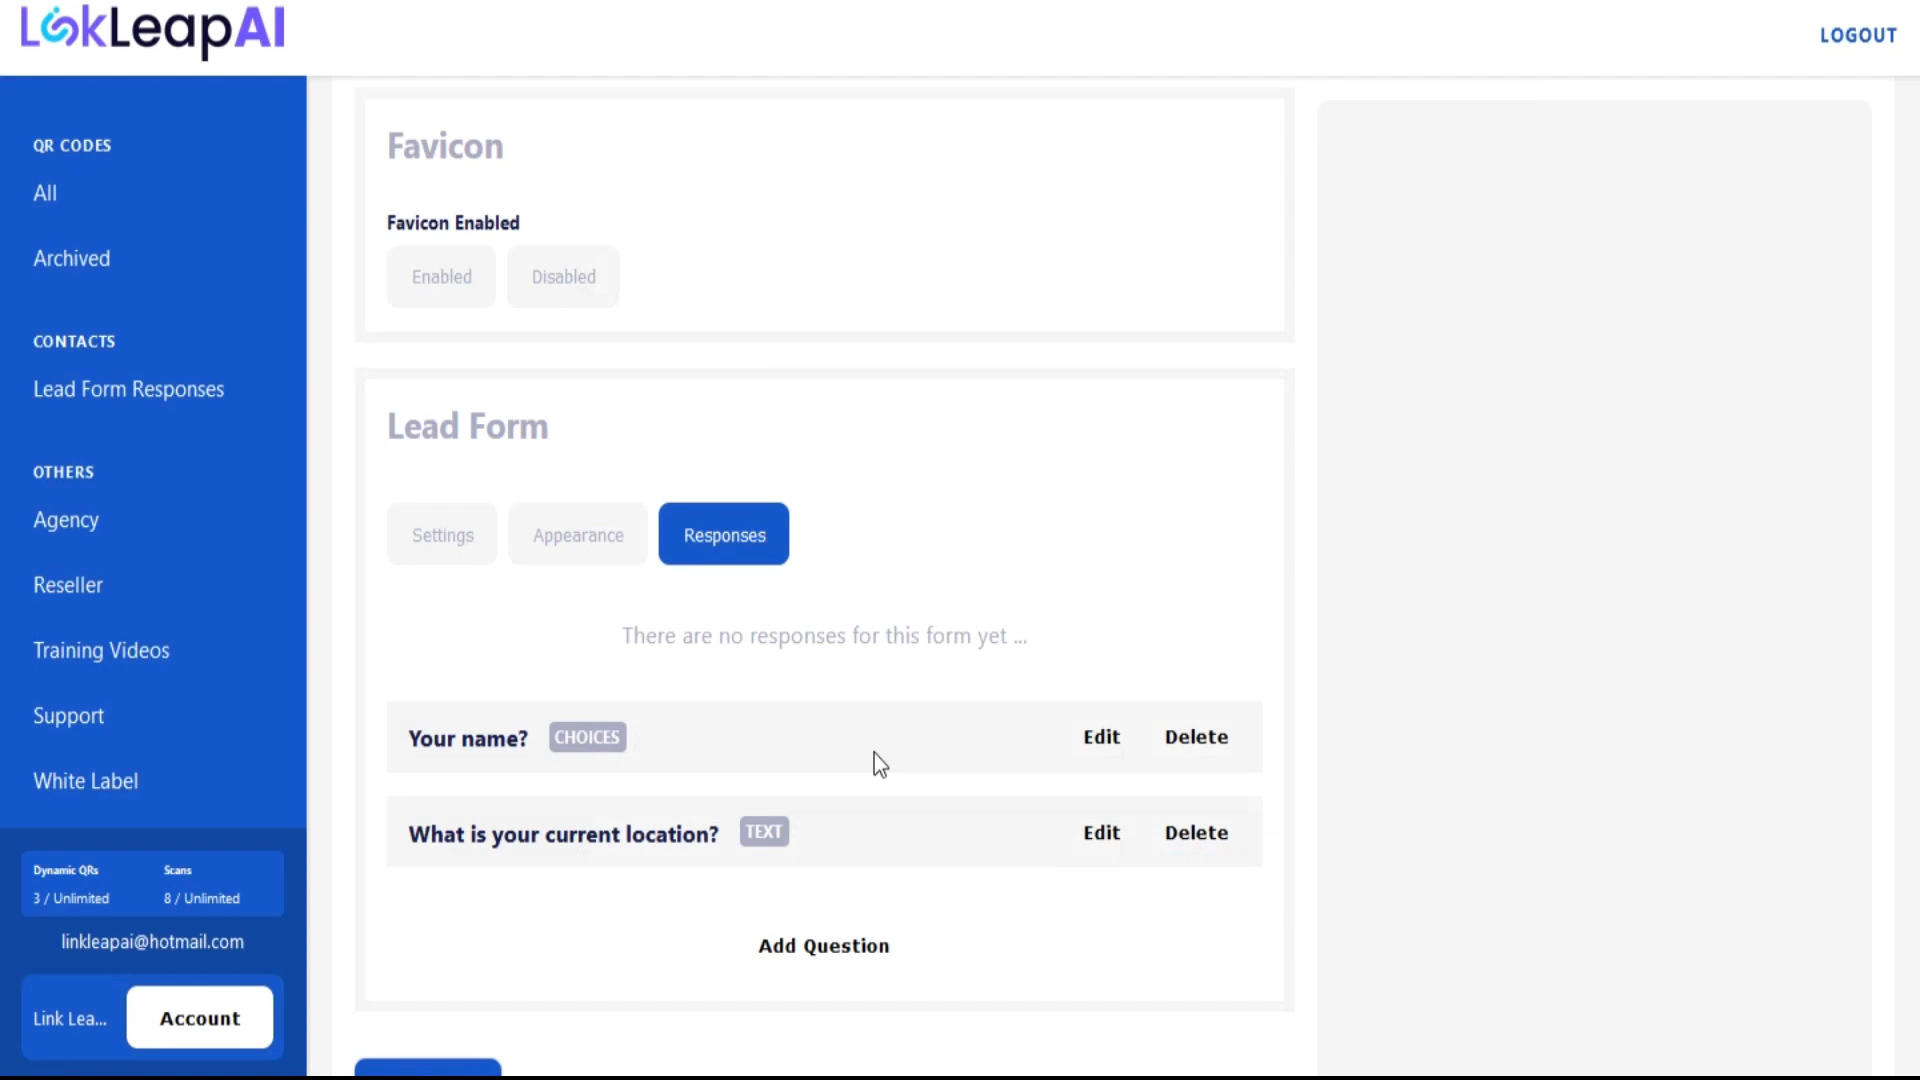 LinkLeapAI
LOGOUT
QR CODES
All
Archived
CONTACTS
Lead Form Responses
OTHERS
Agency
Reseller
Training Videos
Support
White Label
Dynamic QRs Scans
3 / Unlimited 8 / Unlimited
linkleapai@hotmail.com
Link Lea... Account
Favicon
Favicon Enabled
Enabled Disabled
Lead Form
Settings Appearance Responses
There are no responses for this form yet ...
Your name? CHOICES Edit Delete
What is your current location? TEXT Edit Delete
Add Question